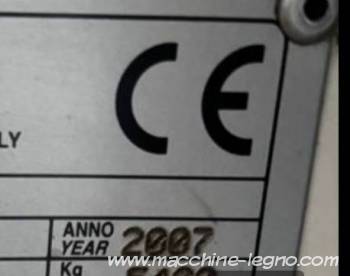 CE
LY
ANNO
YEAR 2007
www.macchine-legno.com
Kg